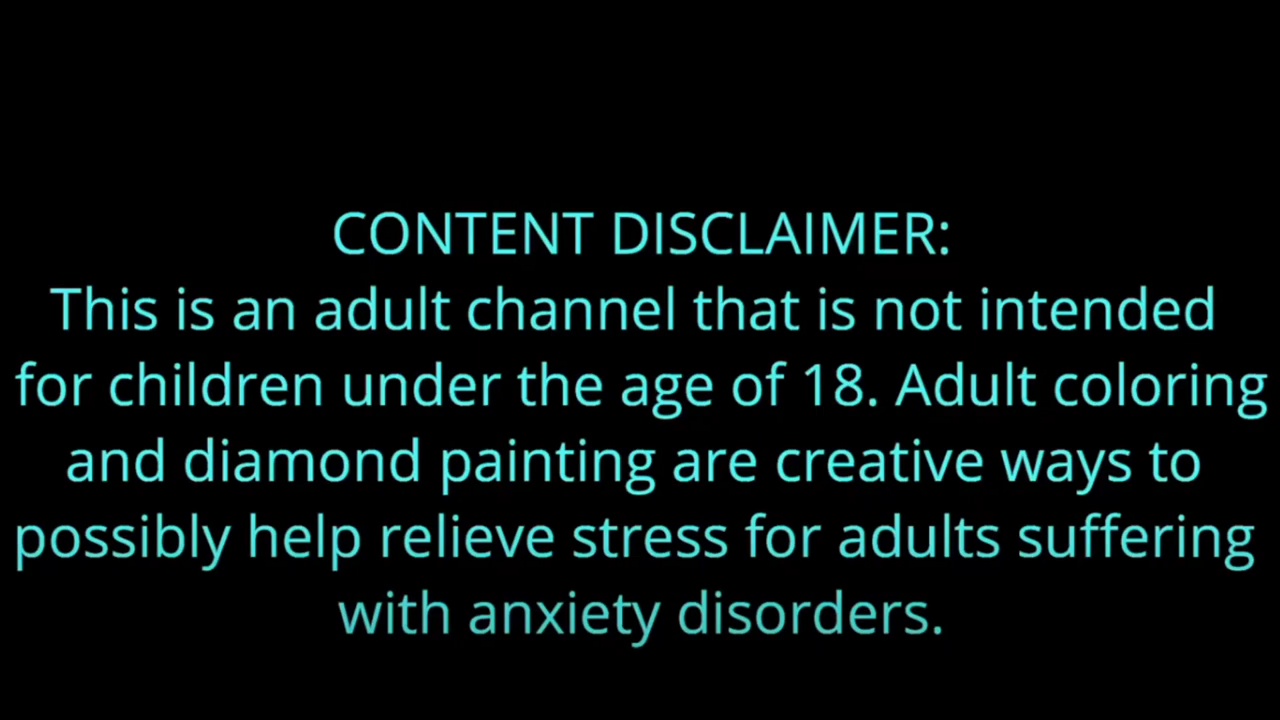 CONTENT DISCLAIMER:
This is an adult channel that is not intended
for children under the age of 18. Adult coloring
and diamond painting are creative ways to
possibly help relieve stress for adults suffering
with anxiety disorders.